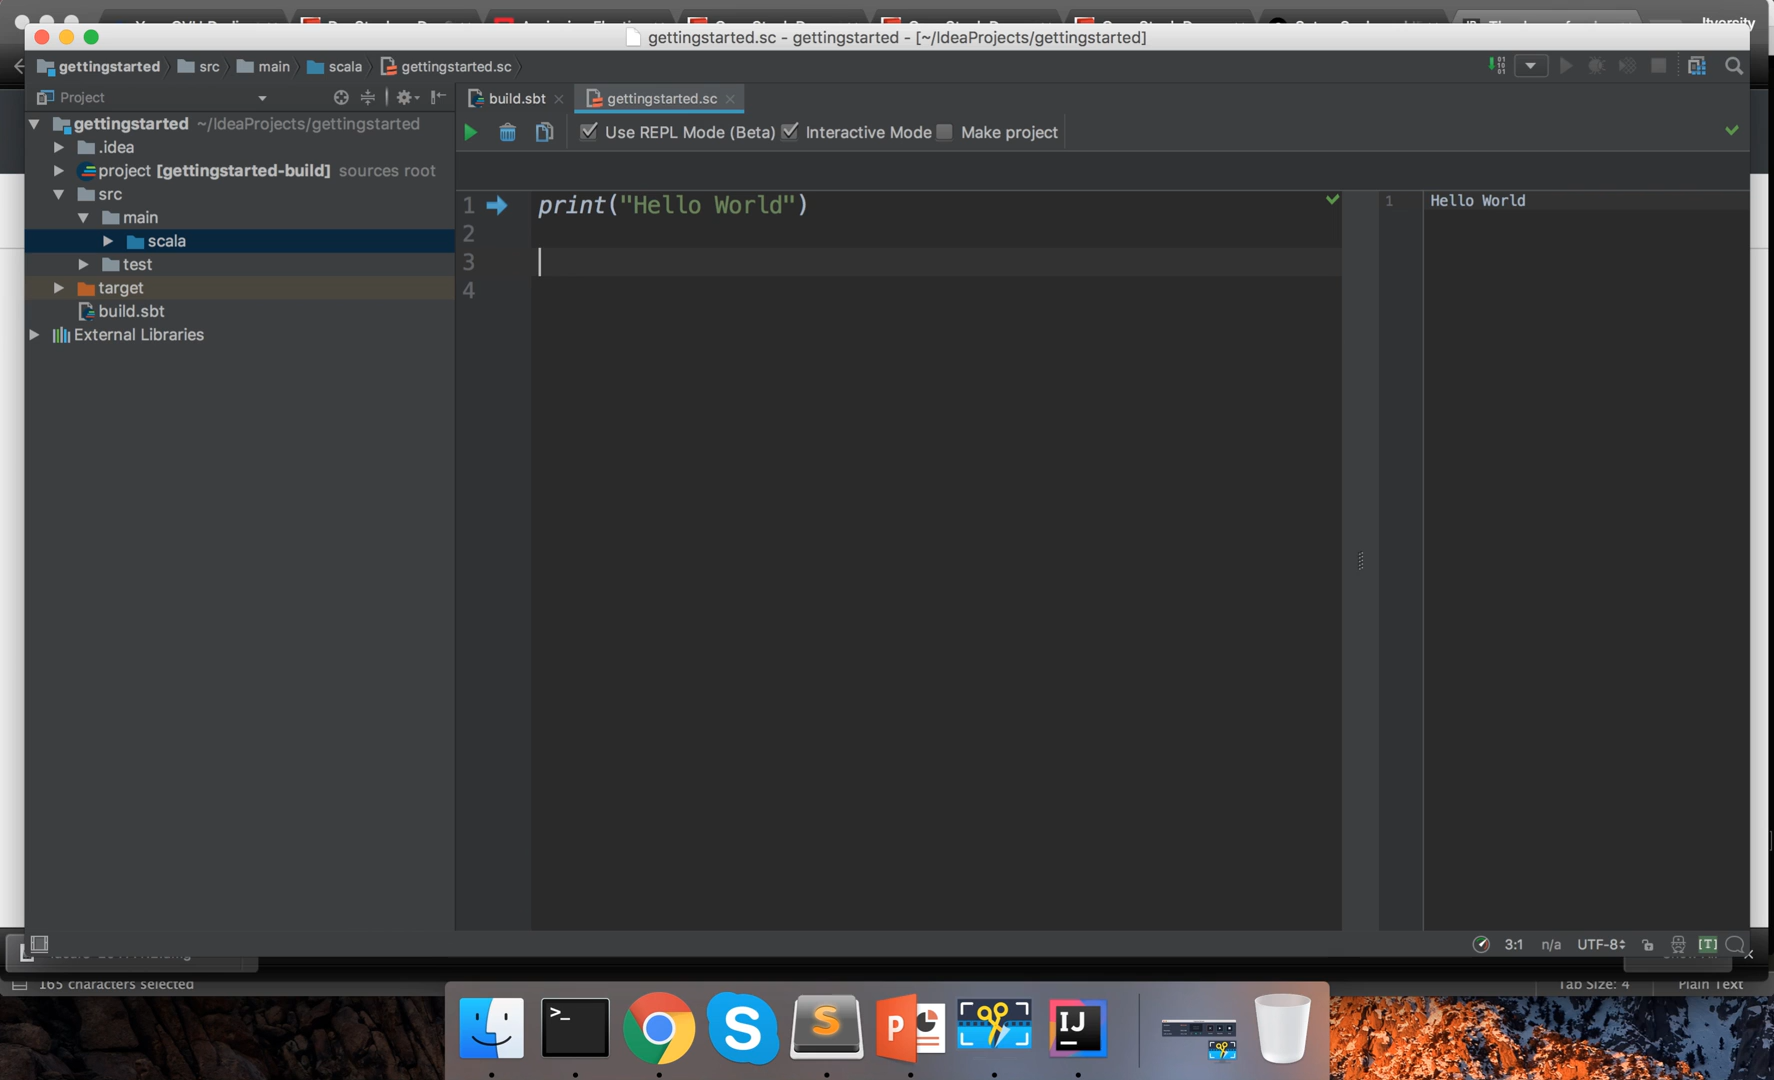 Itversity
gettingstarted.sc - gettingstarted - [~/IdeaProjects/gettingstarted]
gettingstarted src main scala gettingstarted.sc
Project
build.sbt gettingstarted.sc
gettingstarted ~/IdeaProjects/gettingstarted
.idea
project [gettingstarted-build] sources root
src
main
scala
test
target
build.sbt
External Libraries
Use REPL Mode (Beta) Interactive Mode Make project
1 print("Hello World")
2
3
4
1 Hello World
3:1 n/a UTF-8 [T]
165 characters selected
Tab Size: 4 Plain Text
>_
S
S
P
IJ